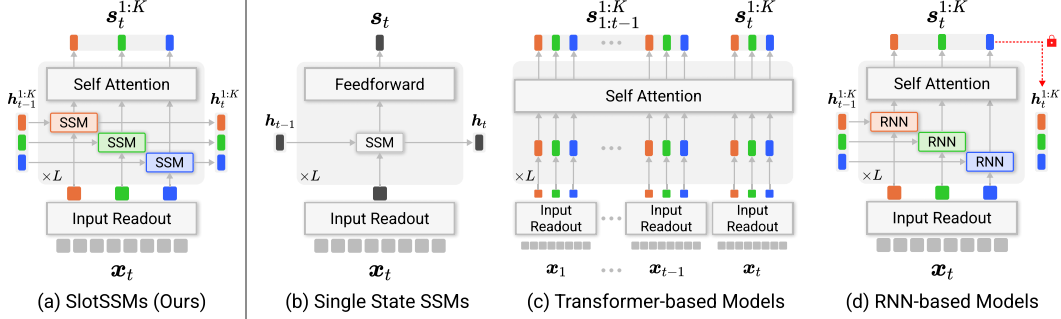 s_t^{1:K}
Self Attention
h_{t-1}^{1:K}
h_t^{1:K}
SSM
SSM
SSM
×L
Input Readout
x_t
(a) SlotSSMs (Ours)
s_t
Feedforward
h_{t-1}
h_t
SSM
×L
Input Readout
x_t
(b) Single State SSMs
s_{1:t-1}^{1:K}
s_t^{1:K}
Self Attention
×L
Input
Readout
Input
Readout
Input
Readout
x_1 ··· x_{t-1} x_t
(c) Transformer-based Models
s_t^{1:K}
Self Attention
h_{t-1}^{1:K}
h_t^{1:K}
RNN
RNN
RNN
×L
Input Readout
x_t
(d) RNN-based Models